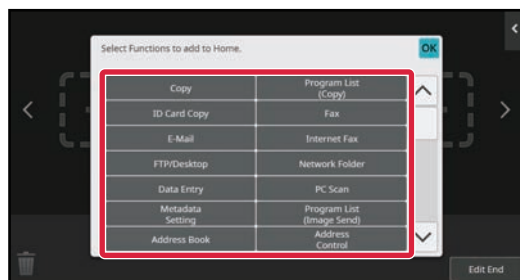 Select Functions to add to Home.
OK
Copy
Program List
(Copy)
ID Card Copy
Fax
E-Mail
Internet Fax
FTP/Desktop
Network Folder
Data Entry
PC Scan
Metadata
Setting
Program List
(Image Send)
Address Book
Address
Control
Edit End